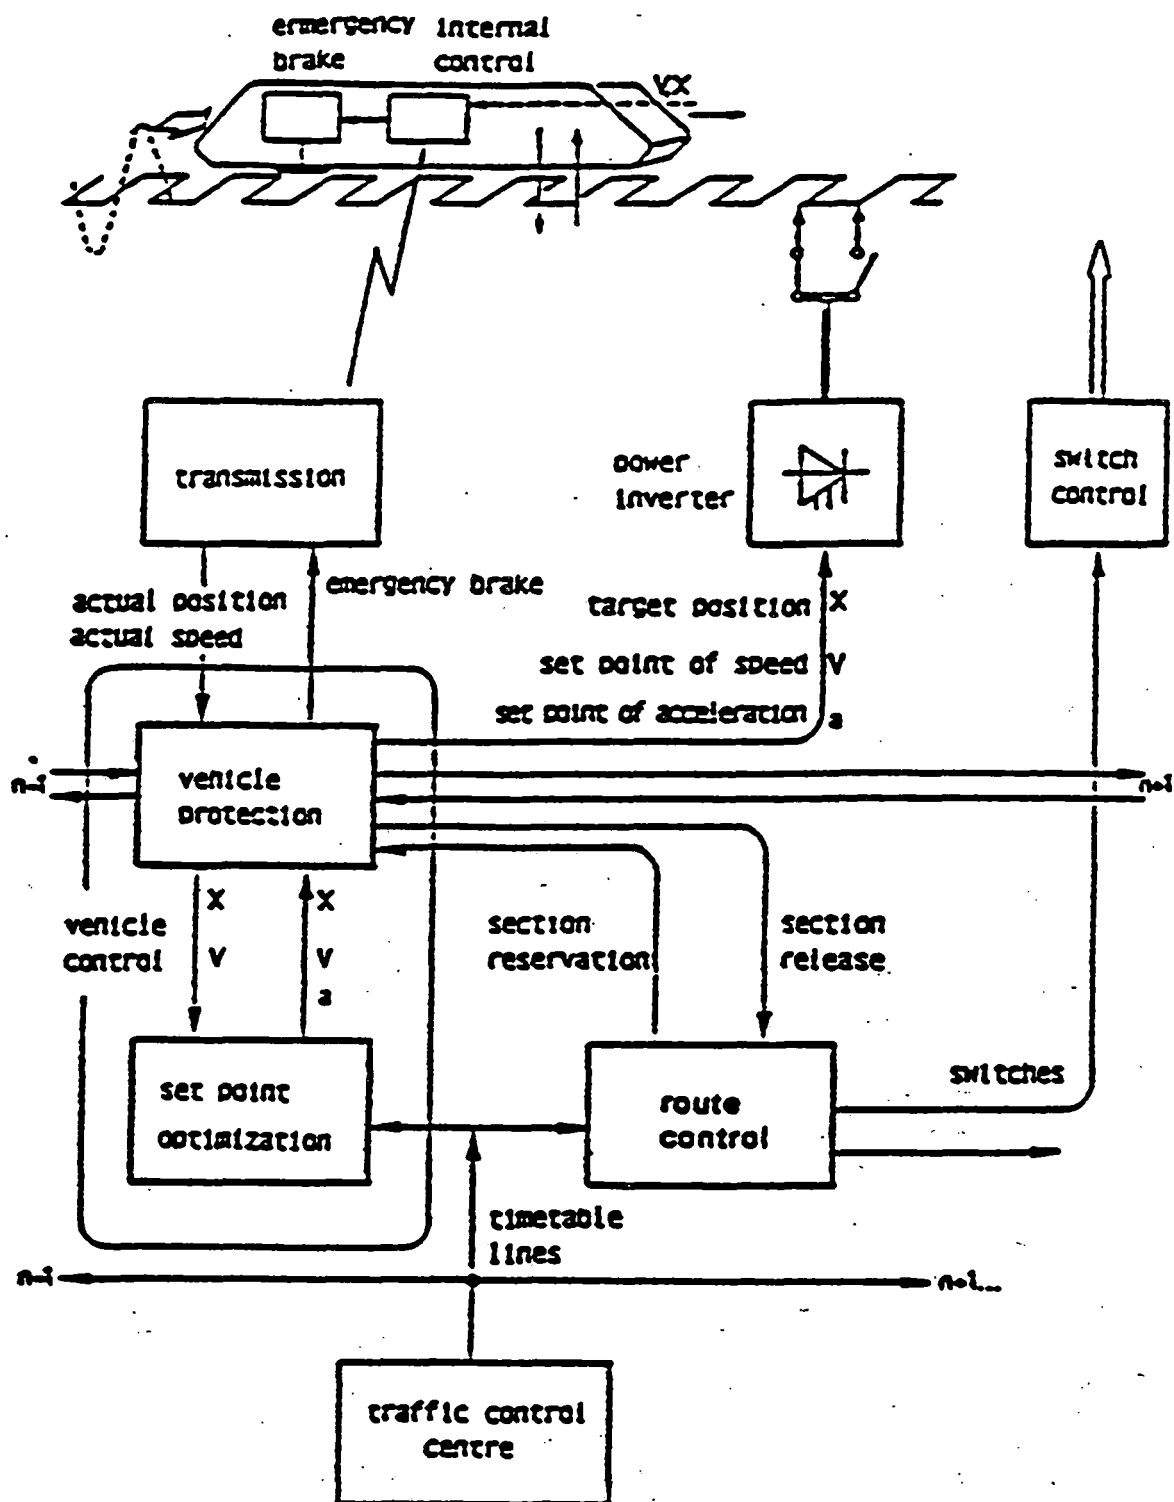 emergency internal
brake control
VX
transmission
power
inverter
switch
control
actual position
actual speed
emergency brake
target position X
set point of speed V
set point of acceleration a
n-i
vehicle
protection
n+i
vehicle
control
X
V
X
V
a
section
reservation
section
release
set point
optimization
route
control
switches
timetable
lines
n-i
n+i...
traffic control
centre